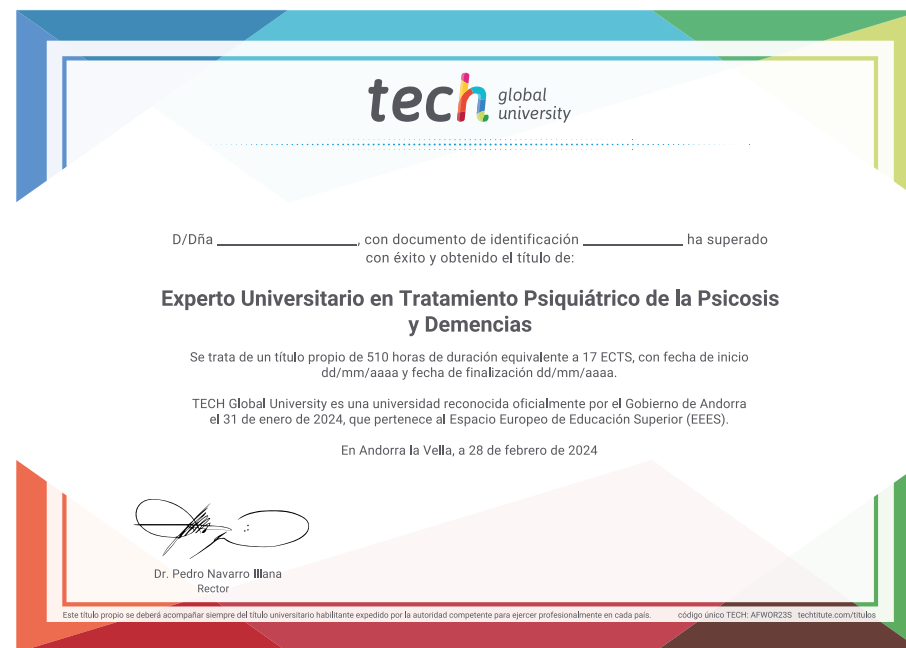 tech global university
D/Dña ____________________, con documento de identificación ______________ ha superado
con éxito y obtenido el título de:
Experto Universitario en Tratamiento Psiquiátrico de la Psicosis
y Demencias
Se trata de un título propio de 510 horas de duración equivalente a 17 ECTS, con fecha de inicio
dd/mm/aaaa y fecha de finalización dd/mm/aaaa.
TECH Global University es una universidad reconocida oficialmente por el Gobierno de Andorra
el 31 de enero de 2024, que pertenece al Espacio Europeo de Educación Superior (EEES).
En Andorra la Vella, a 28 de febrero de 2024
Dr. Pedro Navarro Illana
Rector
Este título propio se deberá acompañar siempre del título universitario habilitante expedido por la autoridad competente para ejercer profesionalmente en cada país. código único TECH: AFWOR23S techtitute.com/titulos